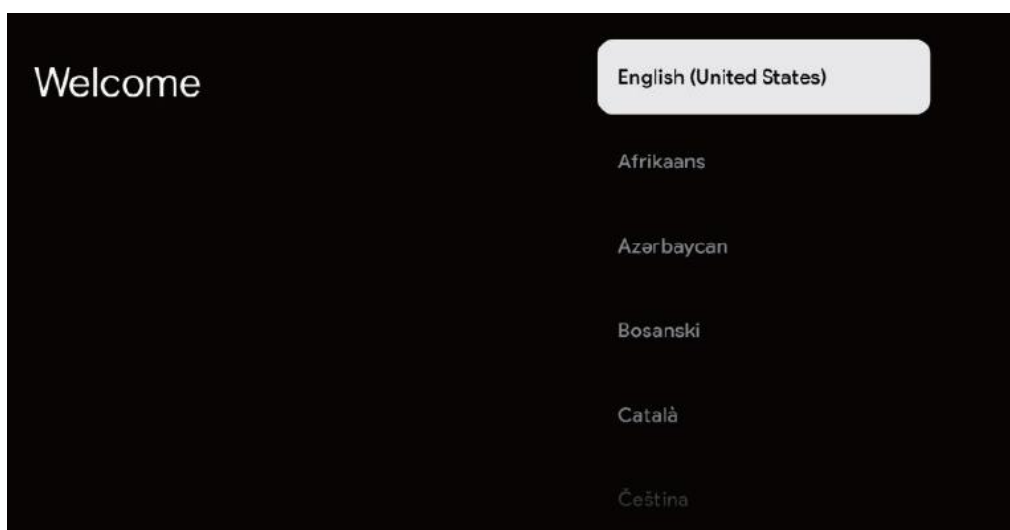 Welcome
English (United States)
Afrikaans
Azərbaycan
Bosanski
Català
Čeština